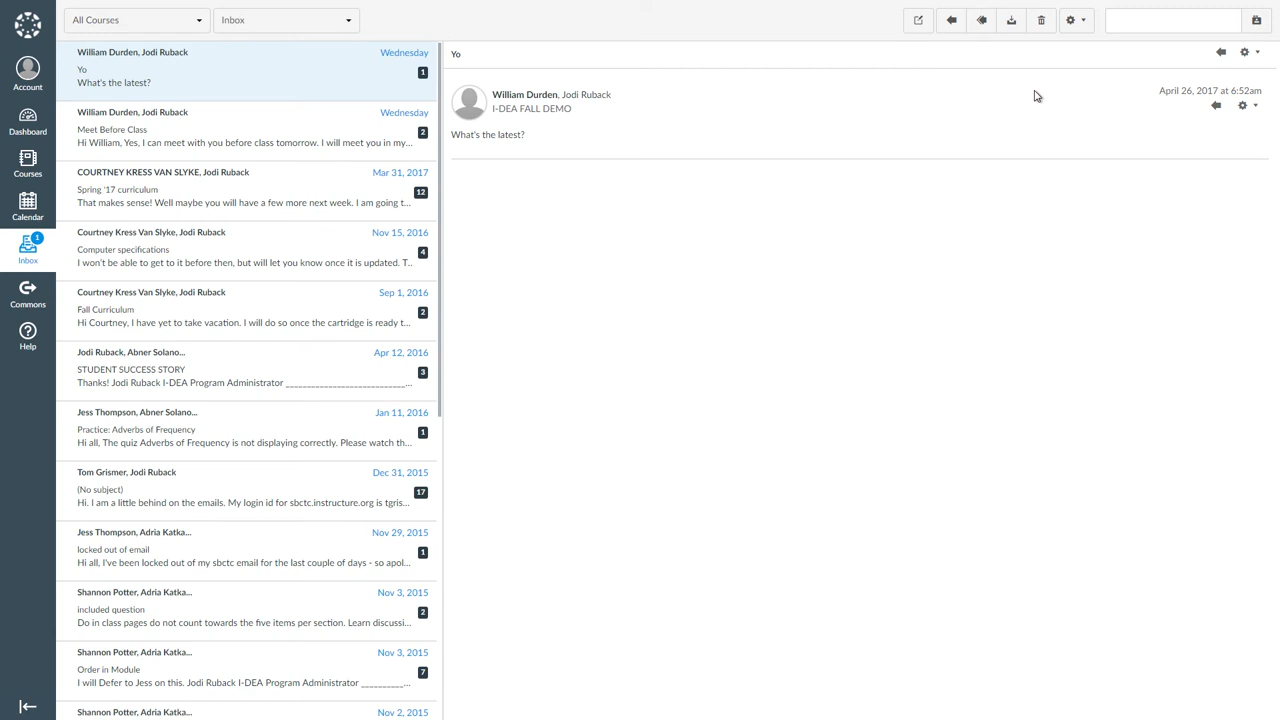 All Courses
Inbox
Account
Dashboard
Courses
Calendar
1
Inbox
Commons
Help
William Durden, Jodi Ruback
Wednesday
Yo
1
What's the latest?
William Durden, Jodi Ruback
Wednesday
Meet Before Class
2
Hi William, Yes, I can meet with you before class tomorrow. I will meet you in my...
COURTNEY KRESS VAN SLYKE, Jodi Ruback
Mar 31, 2017
Spring '17 curriculum
12
That makes sense! Well maybe you will have a few more next week. I am going t...
Courtney Kress Van Slyke, Jodi Ruback
Nov 15, 2016
Computer specifications
4
I won't be able to get to it before then, but will let you know once it is updated. T...
Courtney Kress Van Slyke, Jodi Ruback
Sep 1, 2016
Fall Curriculum
2
Hi Courtney, I have yet to take vacation. I will do so once the cartridge is ready t...
Jodi Ruback, Abner Solano...
Apr 12, 2016
STUDENT SUCCESS STORY
3
Thanks! Jodi Ruback I-DEA Program Administrator ___________________________...
Jess Thompson, Abner Solano...
Jan 11, 2016
Practice: Adverbs of Frequency
1
Hi all, The quiz Adverbs of Frequency is not displaying correctly. Please watch th...
Tom Grismer, Jodi Ruback
Dec 31, 2015
(No subject)
17
Hi. I am a little behind on the emails. My login id for sbctc.instructure.org is tgris...
Jess Thompson, Adria Katka...
Nov 29, 2015
locked out of email
1
Hi all, I've been locked out of my sbctc email for the last couple of days - so apol...
Shannon Potter, Adria Katka...
Nov 3, 2015
included question
2
Do in class pages do not count towards the five items per section. Learn discussi...
Shannon Potter, Adria Katka...
Nov 3, 2015
Order in Module
7
I will Defer to Jess on this. Jodi Ruback I-DEA Program Administrator __________...
Shannon Potter, Adria Katka...
Nov 2, 2015
Yo
William Durden, Jodi Ruback
April 26, 2017 at 6:52am
I-DEA FALL DEMO
What's the latest?